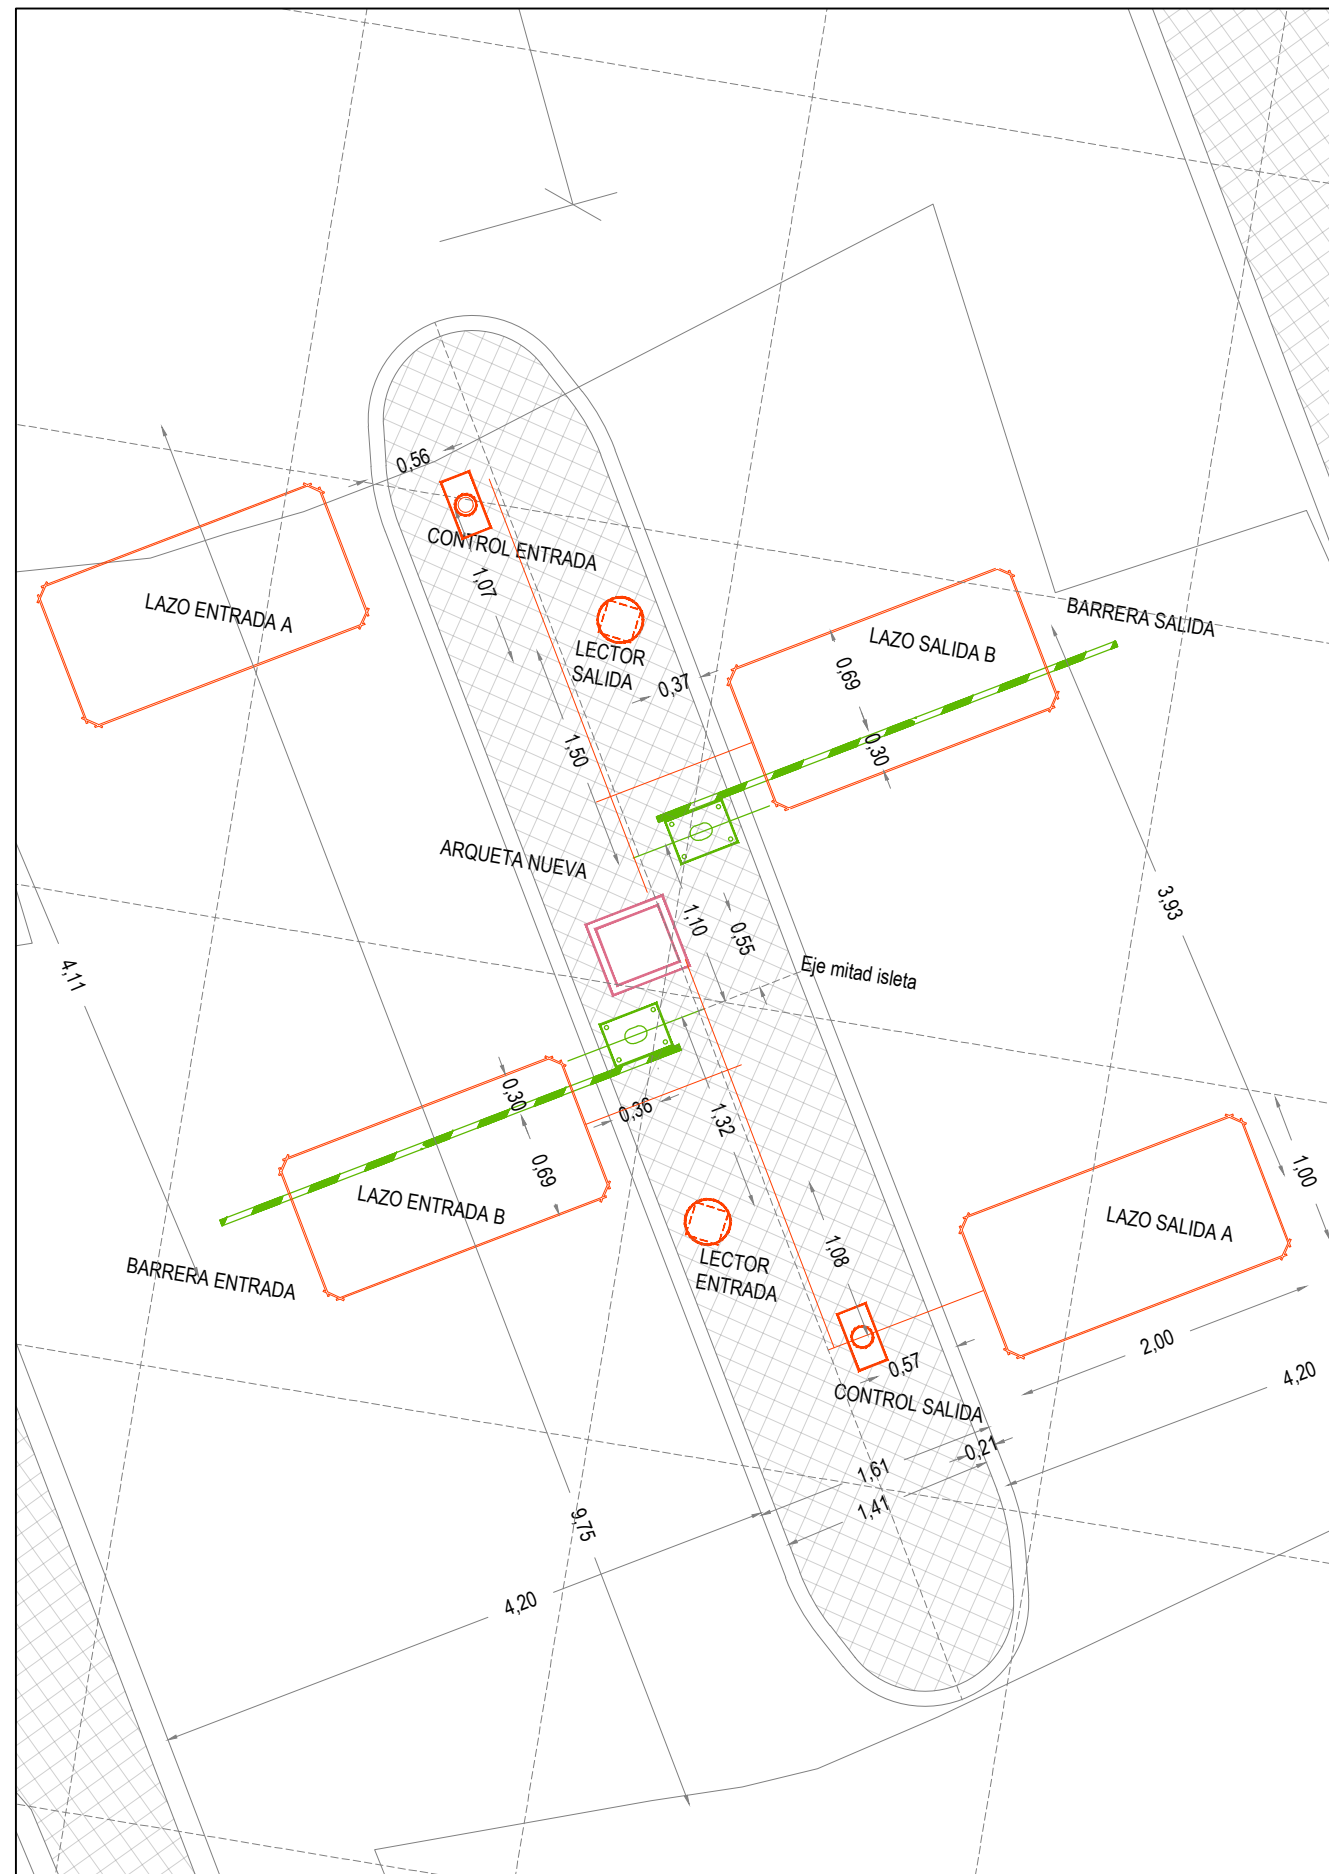 0,56
CONTROL ENTRADA
1,07
LAZO ENTRADA A
BARRERA SALIDA
LAZO SALIDA B
LECTOR
SALIDA
0,37
0,69
0,30
1,50
ARQUETA NUEVA
3,93
1,10
0,55
Eje mitad isleta
4,11
0,30
0,36
1,32
0,69
LAZO ENTRADA B
1,00
LAZO SALIDA A
BARRERA ENTRADA
LECTOR
ENTRADA
1,08
2,00
0,57
4,20
CONTROL SALIDA
0,21
1,61
1,41
9,75
4,20